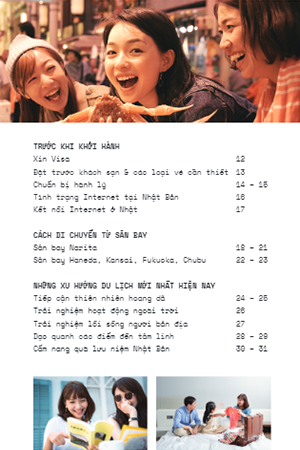 TRƯỚC KHI KHỞI HÀNH
Xin Visa 12
Đặt trước khách sạn & các loại vé cần thiết 13
Chuẩn bị hành lý 14 - 15
Tình trạng Internet tại Nhật Bản 16
Kết nối Internet ở Nhật 17
CÁCH DI CHUYỂN TỪ SÂN BAY
Sân bay Narita 18 - 21
Sân bay Haneda, Kansai, Fukuoka, Chubu 22 - 23
NHỮNG XU HƯỚNG DU LỊCH MỚI NHẤT HIỆN NAY
Tiếp cận thiên nhiên hoang dã 24 - 25
Trải nghiệm hoạt động ngoài trời 26
Trải nghiệm lối sống người bản địa 27
Dạo quanh các điểm đến tâm linh 28 - 29
Cẩm nang quà lưu niệm Nhật Bản 30 - 31